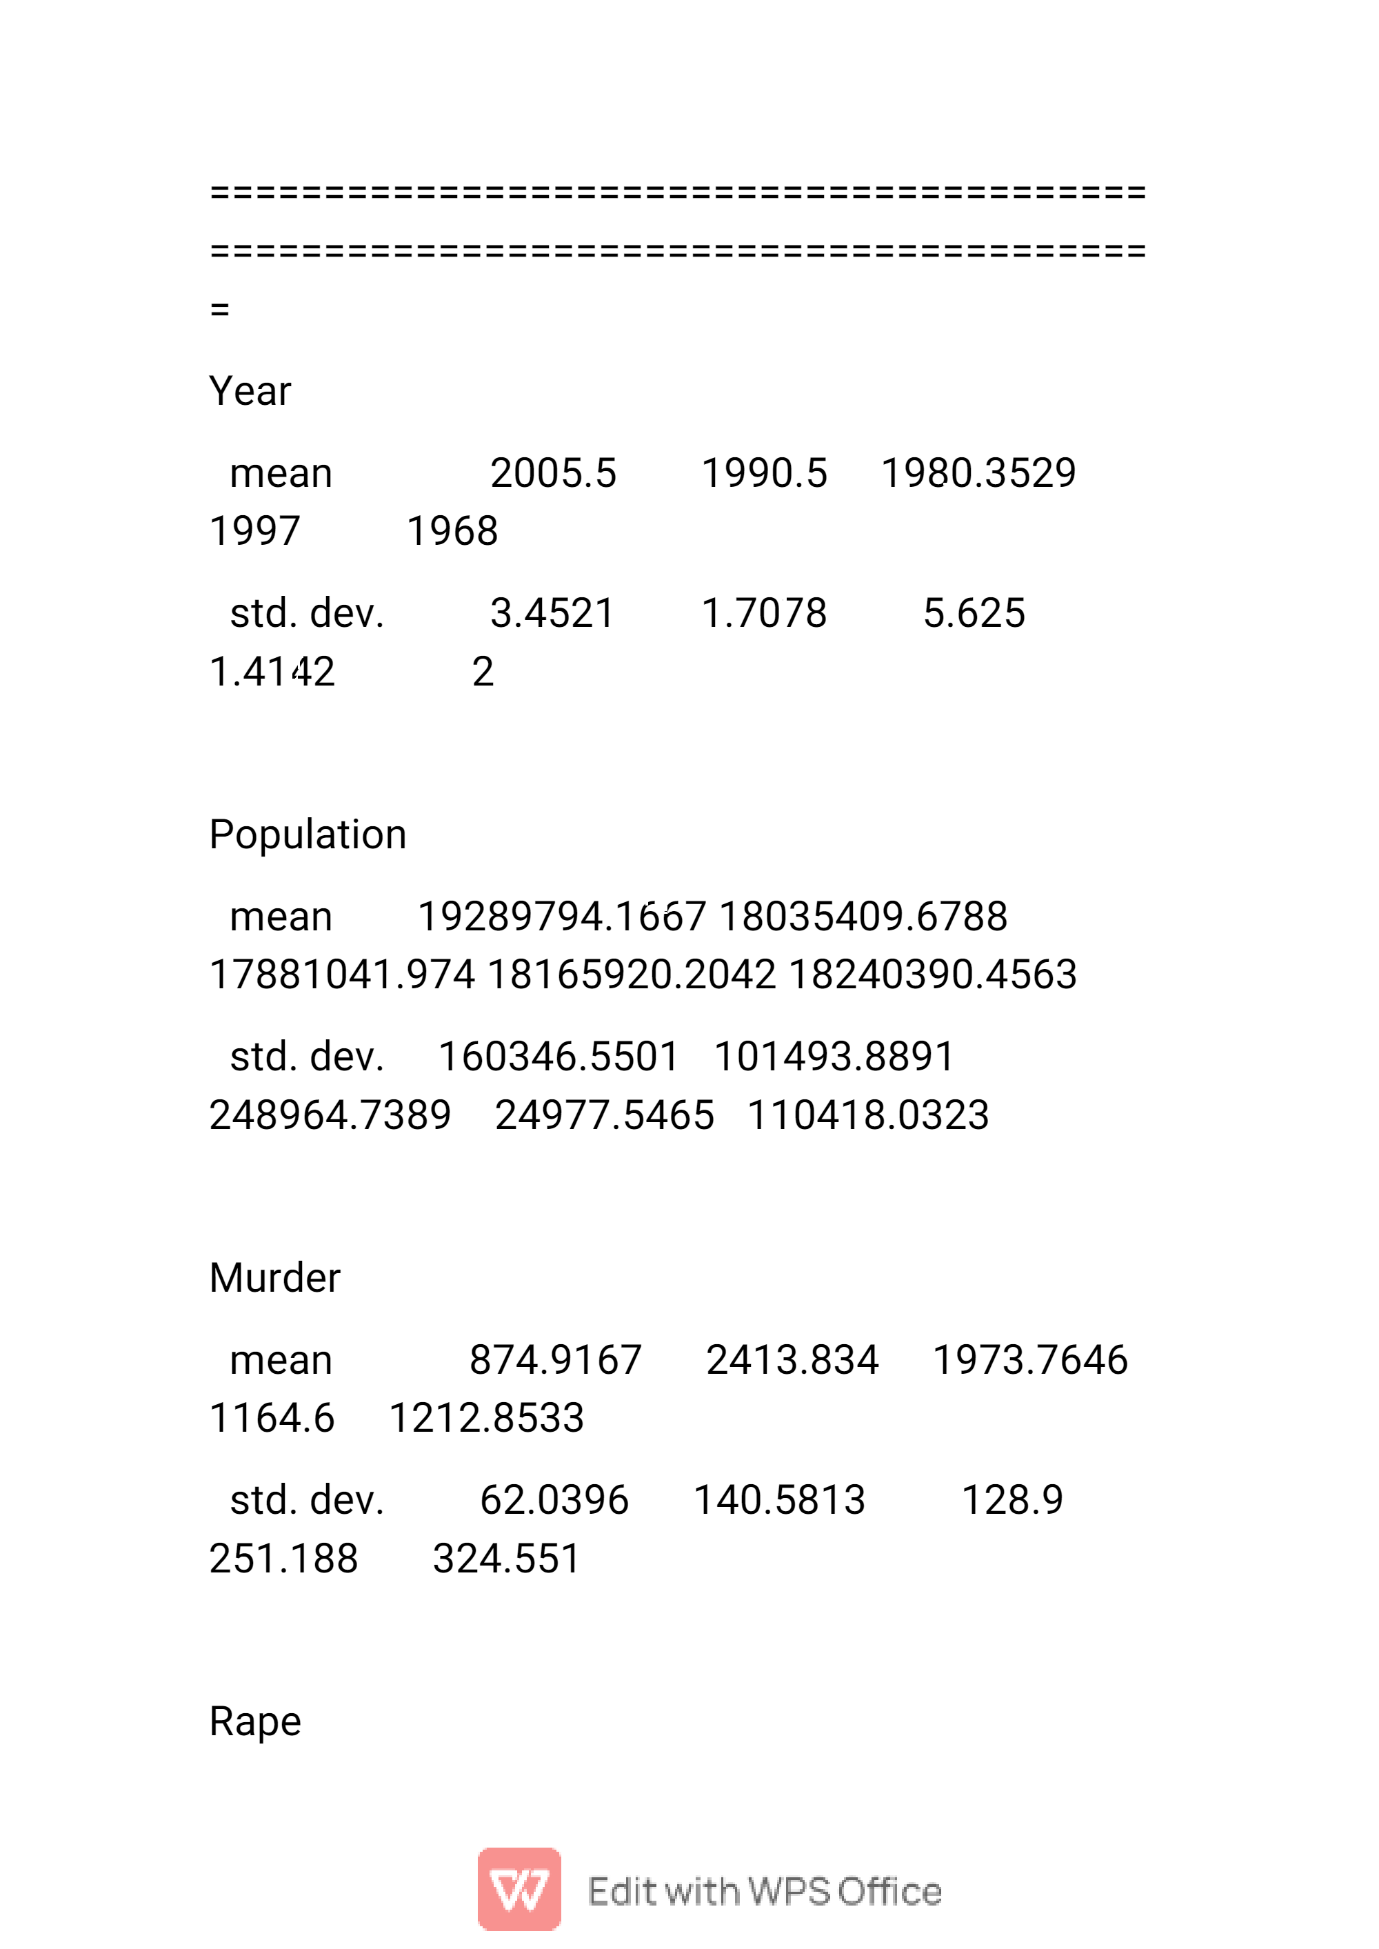 =========================================
=========================================
=
Year
mean 2005.5 1990.5 1980.3529
1997 1968
std. dev. 3.4521 1.7078 5.625
1.4142 2
Population
mean 19289794.1667 18035409.6788
17881041.974 18165920.2042 18240390.4563
std. dev. 160346.5501 101493.8891
248964.7389 24977.5465 110418.0323
Murder
mean 874.9167 2413.834 1973.7646
1164.6 1212.8533
std. dev. 62.0396 140.5813 128.9
251.188 324.551
Rape
Edit with WPS Office